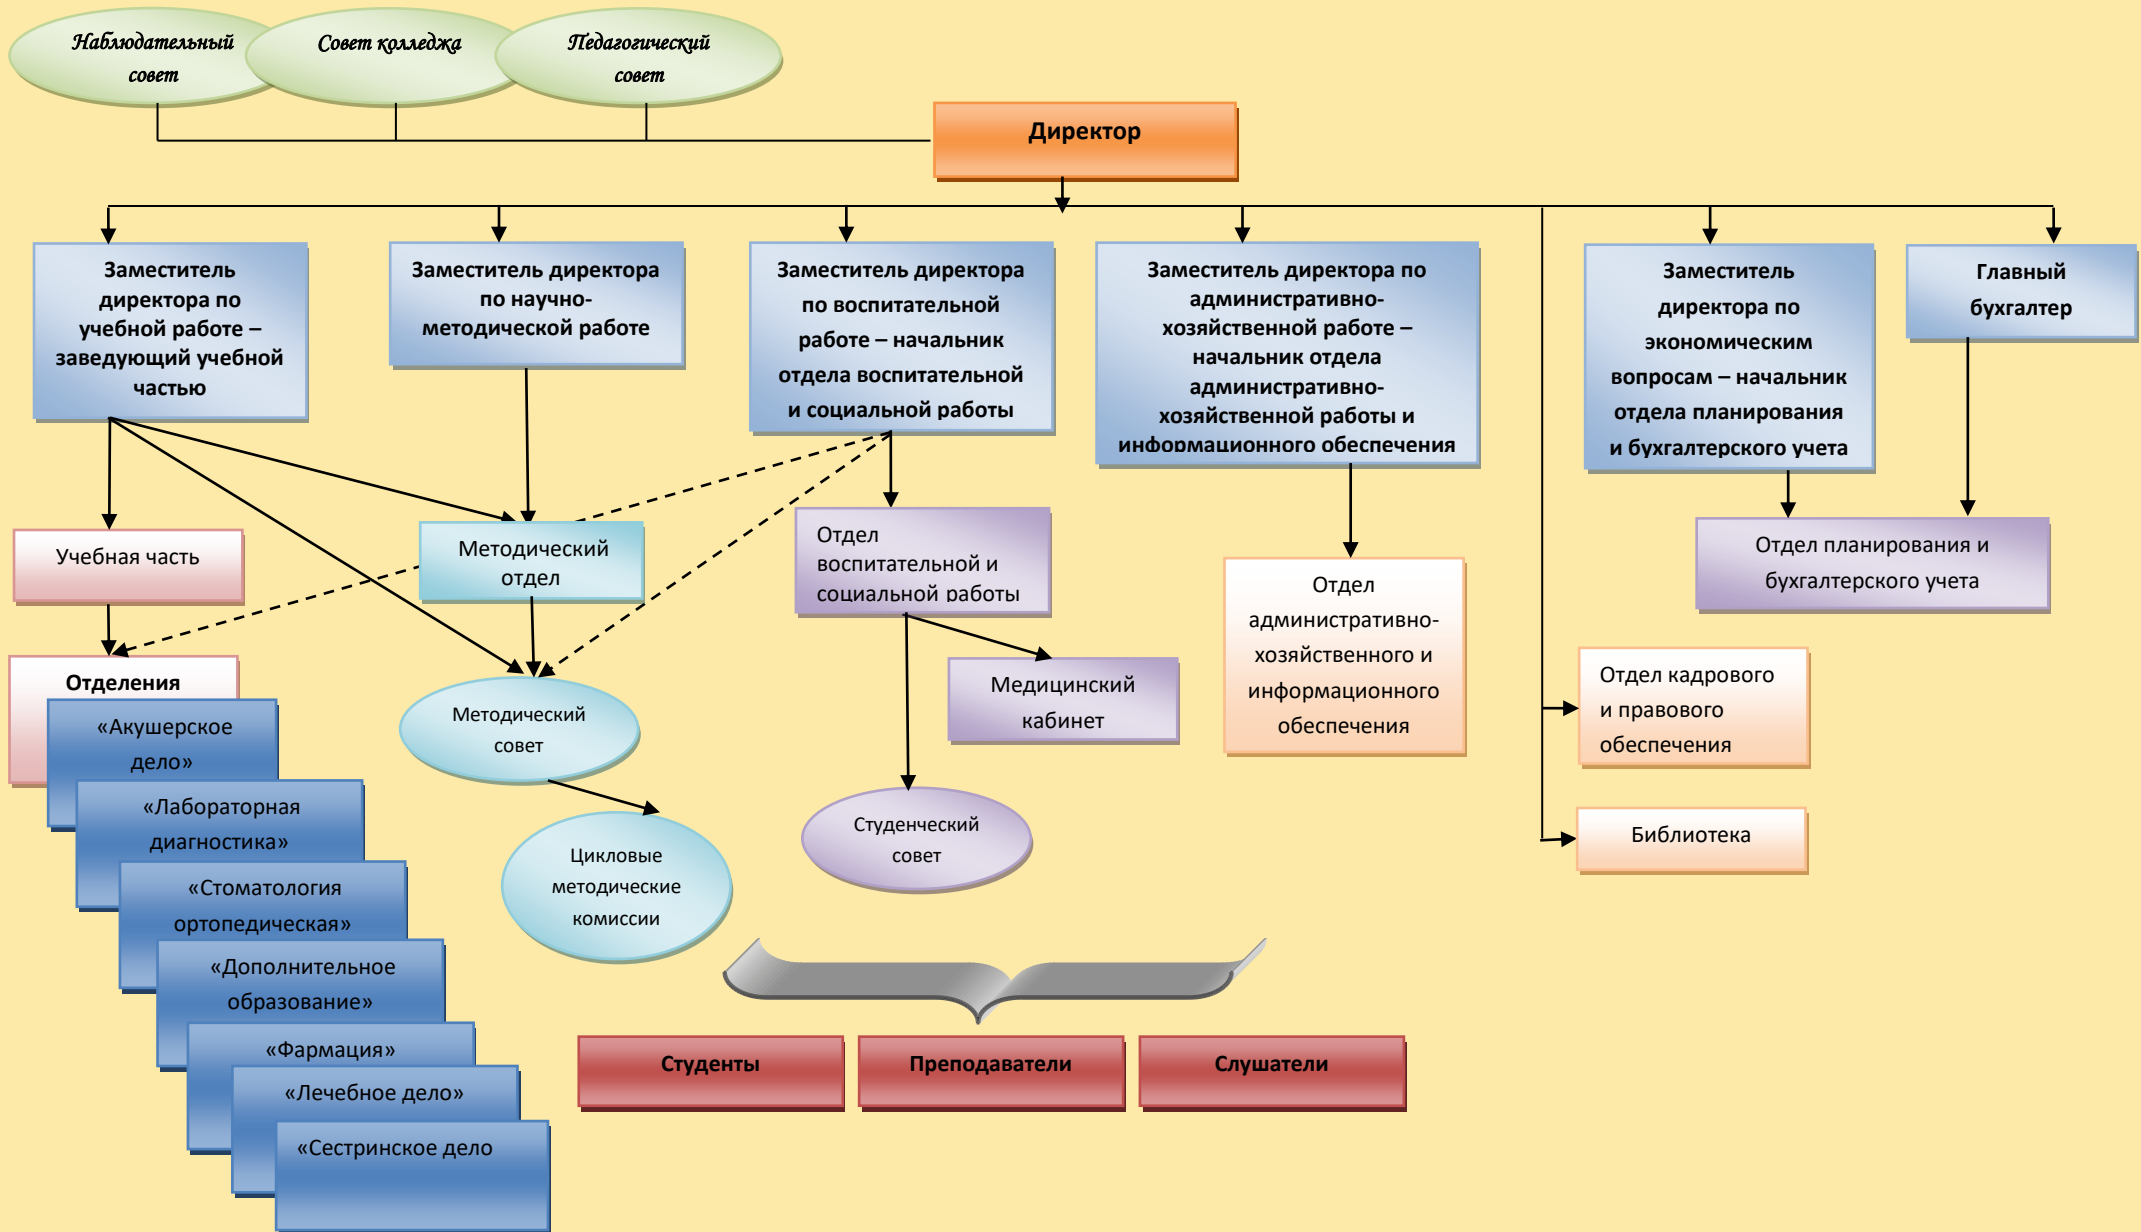 Наблюдательный
совет
Совет колледжа
Педагогический
совет
Директор
Заместитель
директора по
учебной работе –
заведующий учебной
частью
Заместитель директора
по научно-
методической работе
Заместитель директора
по воспитательной
работе – начальник
отдела воспитательной
и социальной работы
Заместитель директора по
административно-
хозяйственной работе –
начальник отдела
административно-
хозяйственной работы и
информационного обеспечения
Заместитель
директора по
экономическим
вопросам – начальник
отдела планирования
и бухгалтерского учета
Главный
бухгалтер
Учебная часть
Методический
отдел
Отдел
воспитательной и
социальной работы
Отдел
административно-
хозяйственного и
информационного
обеспечения
Отдел планирования и
бухгалтерского учета
Отделения
«Акушерское
дело»
«Лабораторная
диагностика»
«Стоматология
ортопедическая»
«Дополнительное
образование»
«Фармация»
«Лечебное дело»
«Сестринское дело
Методический
совет
Цикловые
методические
комиссии
Медицинский
кабинет
Студенческий
совет
Отдел кадрового
и правового
обеспечения
Библиотека
Студенты
Преподаватели
Слушатели